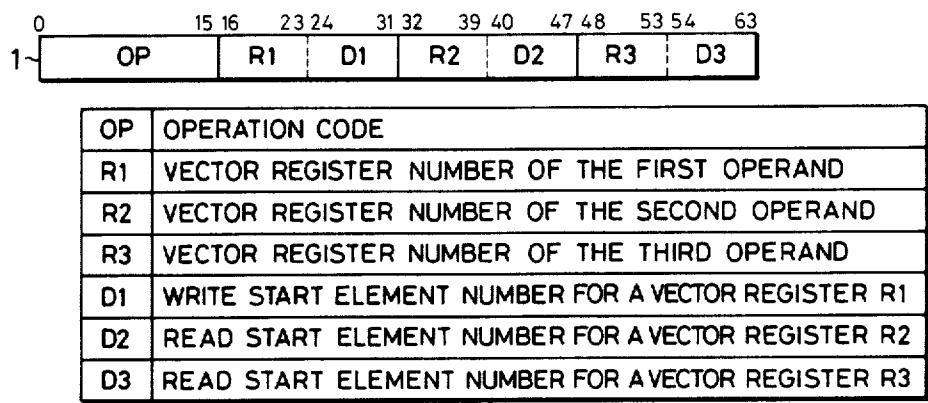 0 15 16 23 24 31 32 39 40 47 48 53 54 63
1 OP R1 D1 R2 D2 R3 D3
OP OPERATION CODE
R1 VECTOR REGISTER NUMBER OF THE FIRST OPERAND
R2 VECTOR REGISTER NUMBER OF THE SECOND OPERAND
R3 VECTOR REGISTER NUMBER OF THE THIRD OPERAND
D1 WRITE START ELEMENT NUMBER FOR A VECTOR REGISTER R1
D2 READ START ELEMENT NUMBER FOR A VECTOR REGISTER R2
D3 READ START ELEMENT NUMBER FOR A VECTOR REGISTER R3